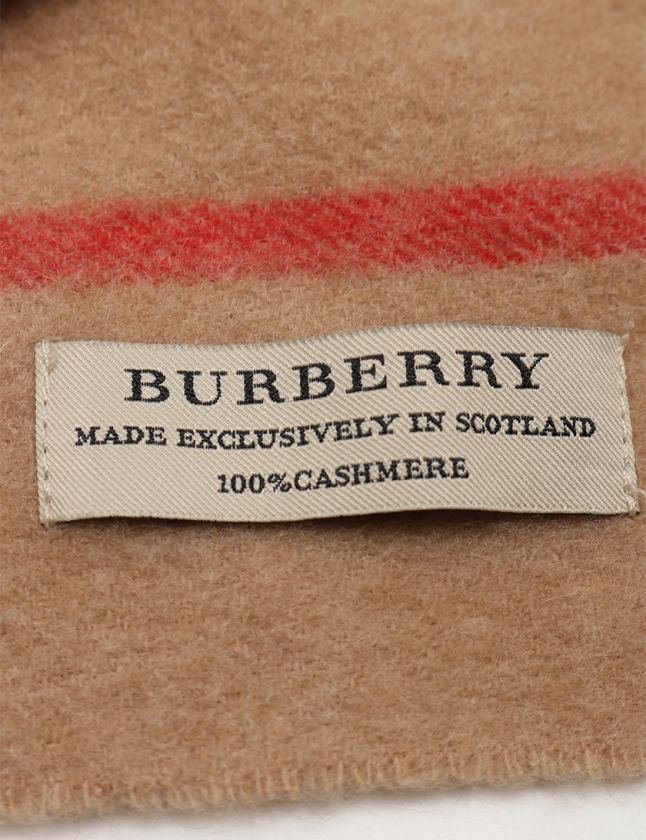 BURBERRY
MADE EXCLUSIVELY IN SCOTLAND
100%CASHMERE